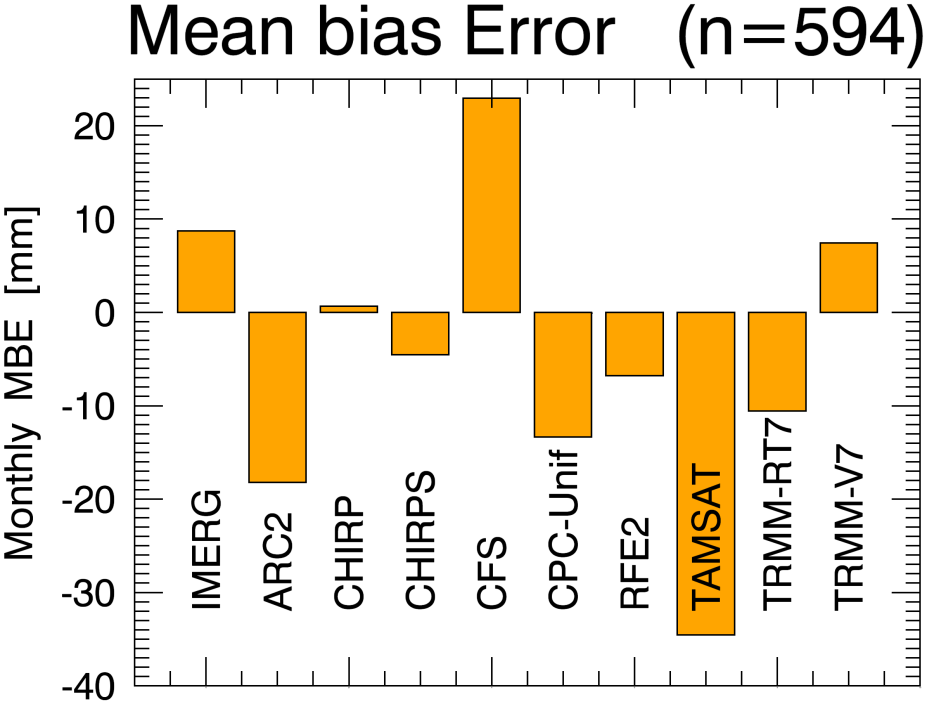 Mean bias Error (n=594)
Monthly MBE [mm]
20
10
0
-10
-20
-30
-40
IMERG
ARC2
CHIRP
CHIRPS
CFS
CPC-Unif
RFE2
TAMSAT
TRMM-RT7
TRMM-V7